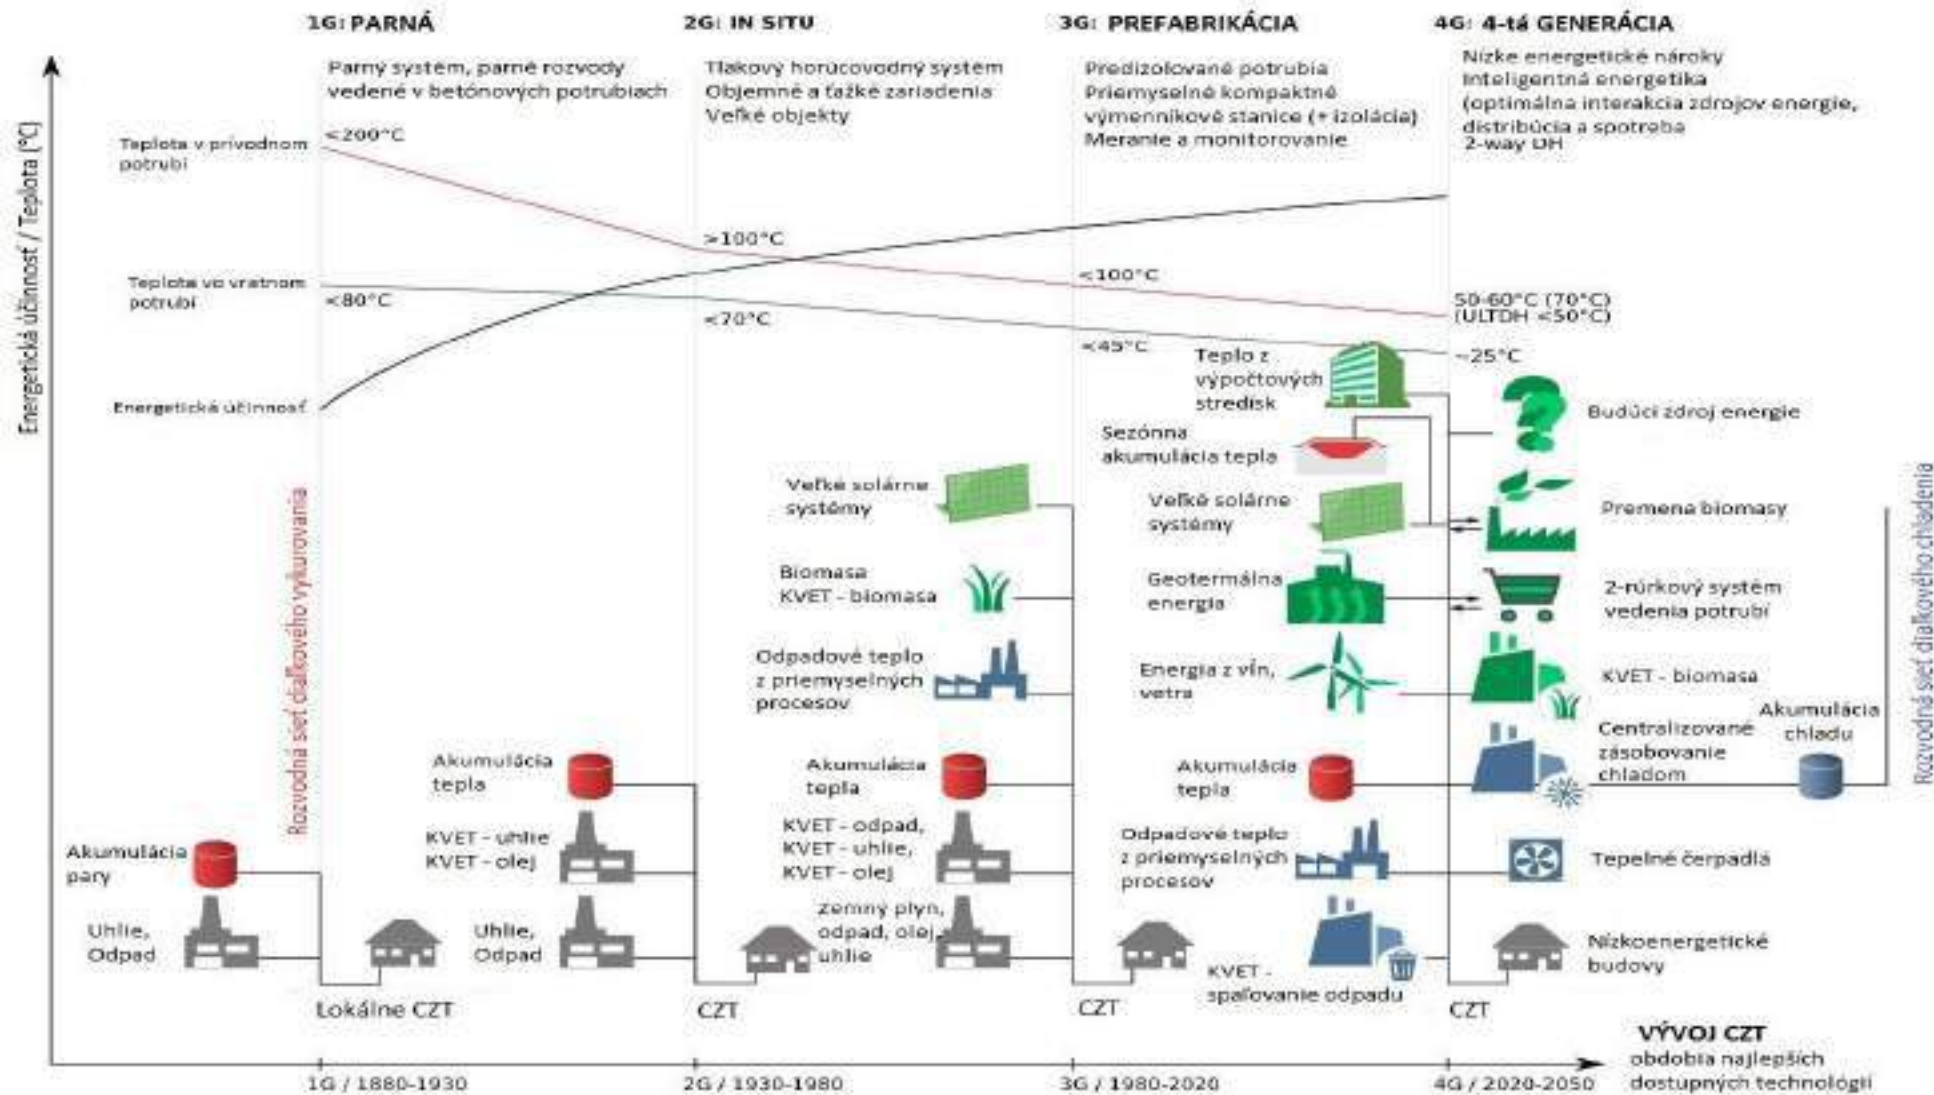 1G: PARNÁ
Parný systém, parné rozvody
vedené v betónových potrubiach
2G: IN SITU
Tlakový horúcovodný systém
Objemné a ťažké zariadenia
Veľké objekty
3G: PREFABRIKÁCIA
Predizolované potrubia
Priemyselné kompaktné
výmenníkové stanice (+ izolácia)
Meranie a monitorovanie
4G: 4-tá GENERÁCIA
Nízke energetické nároky
Inteligentná energetika
(optimálna interakcia zdrojov energie,
distribúcia a spotreba
2-way DH
Energetická účinnosť / Teplota (°C)
Teplota v prívodnom
potrubí
<200°C
>100°C
<100°C
50-60°C (70°C)
(ULTDH <50°C)
Teplota vo vratnom
potrubí
<80°C
<70°C
<45°C
~25°C
Energetická účinnosť
Rozvodná sieť diaľkového vykurovania
Akumulácia
pary
Uhlie,
Odpad
Lokálne CZT
Akumulácia
tepla
KVET - uhlie
KVET - olej
Uhlie,
Odpad
CZT
Veľké solárne
systémy
Biomasa
KVET - biomasa
Odpadové teplo
z priemyselných
procesov
Akumulácia
tepla
KVET - odpad,
KVET - uhlie,
KVET - olej
Zemný plyn,
odpad, olej,
uhlie
CZT
Teplo z
výpočtových
stredísk
Sezónna
akumulácia tepla
Veľké solárne
systémy
Geotermálna
energia
Energia z vĺn,
vetra
Akumulácia
tepla
Odpadové teplo
z priemyselných
procesov
KVET -
spaľovanie odpadu
CZT
Budúci zdroj energie
Premena biomasy
2-rúrkový systém
vedenia potrubí
KVET - biomasa
Centralizované
zásobovanie
chladom
Akumulácia
chladu
Tepelné čerpadlá
Nízkoenergetické
budovy
Rozvodná sieť diaľkového chladenia
1G / 1880-1930
2G / 1930-1980
3G / 1980-2020
4G / 2020-2050
VÝVOJ CZT
obdobia najlepších
dostupných technológií